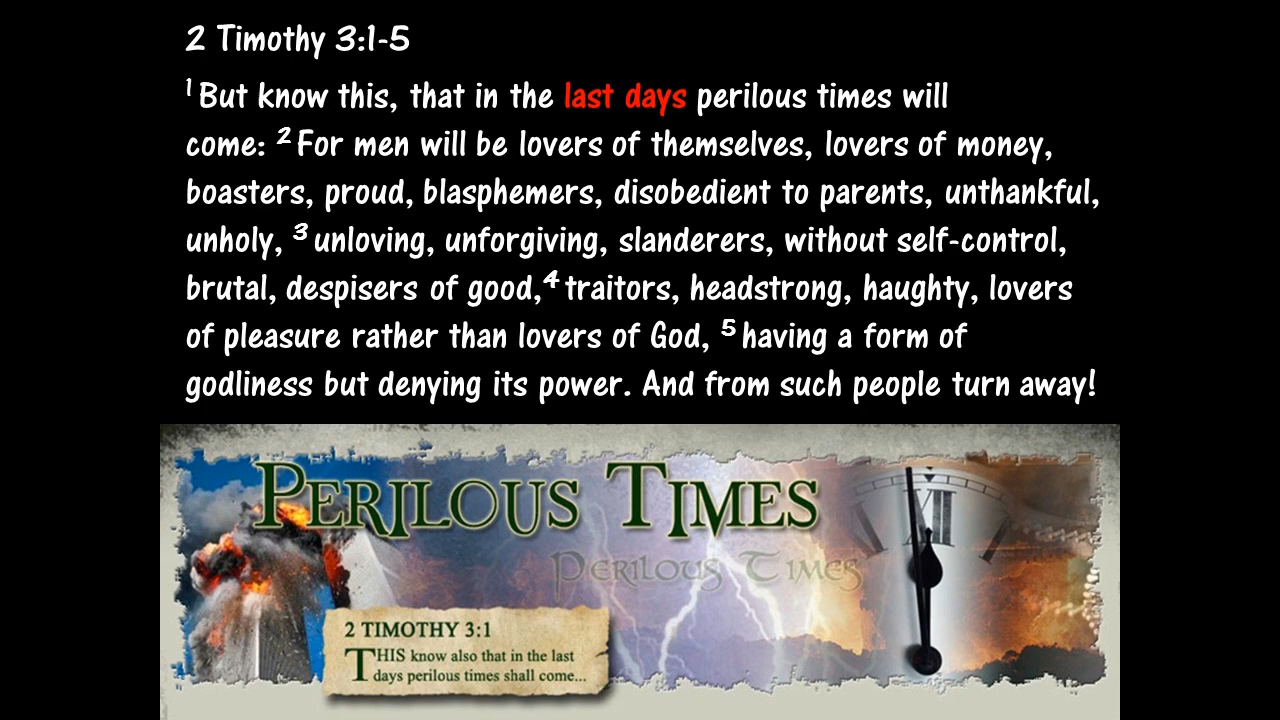 2 Timothy 3:1-5
1 But know this, that in the last days perilous times will
come: 2 For men will be lovers of themselves, lovers of money,
boasters, proud, blasphemers, disobedient to parents, unthankful,
unholy, 3 unloving, unforgiving, slanderers, without self-control,
brutal, despisers of good,4 traitors, headstrong, haughty, lovers
of pleasure rather than lovers of God, 5 having a form of
godliness but denying its power. And from such people turn away!
PERILOUS TIMES
PERILOUS TIMES
VII
2 TIMOTHY 3:1
THIS know also that in the last
days perilous times shall come...